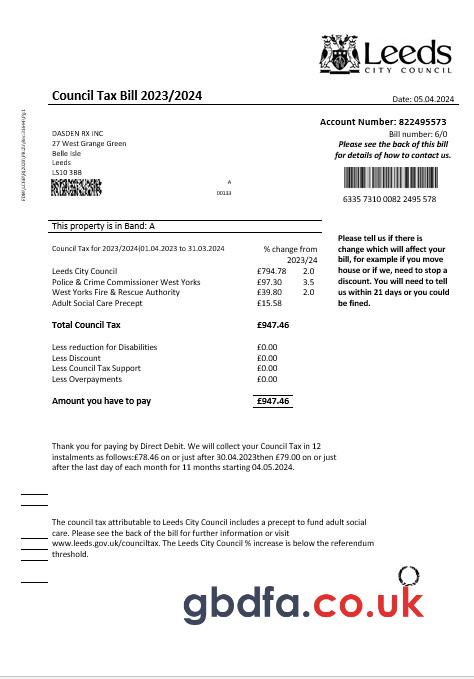 Leeds
CITY COUNCIL
Council Tax Bill 2023/2024
Date: 05.04.2024
Account Number: 822495573
Bill number: 6/0
Please see the back of this bill
for details of how to contact us.
6335 7310 0082 2495 578
DASDEN RX INC
27 West Grange Green
Belle Isle
Leeds
LS10 3BB
A
00133
This property is in Band: A
Council Tax for 2023/2024(01.04.2023 to 31.03.2024 % change from
2023/24
Leeds City Council £794.78 2.0
Police & Crime Commissioner West Yorks £97.30 3.5
West Yorks Fire & Rescue Authority £39.80 2.0
Adult Social Care Precept £15.58
Total Council Tax £947.46
Less reduction for Disabilities £0.00
Less Discount £0.00
Less Council Tax Support £0.00
Less Overpayments £0.00
Amount you have to pay £947.46
Please tell us if there is
change which will affect your
bill, for example if you move
house or if we, need to stop a
discount. You will need to tell
us within 21 days or you could
be fined.
Thank you for paying by Direct Debit. We will collect your Council Tax in 12
instalments as follows:£78.46 on or just after 30.04.2023then £79.00 on or just
after the last day of each month for 11 months starting 04.05.2024.
The council tax attributable to Leeds City Council includes a precept to fund adult social
care. Please see the back of the bill for further information or visit
www.leeds.gov.uk/counciltax. The Leeds City Council % increase is below the referendum
threshold.
gbdfa.co.uk